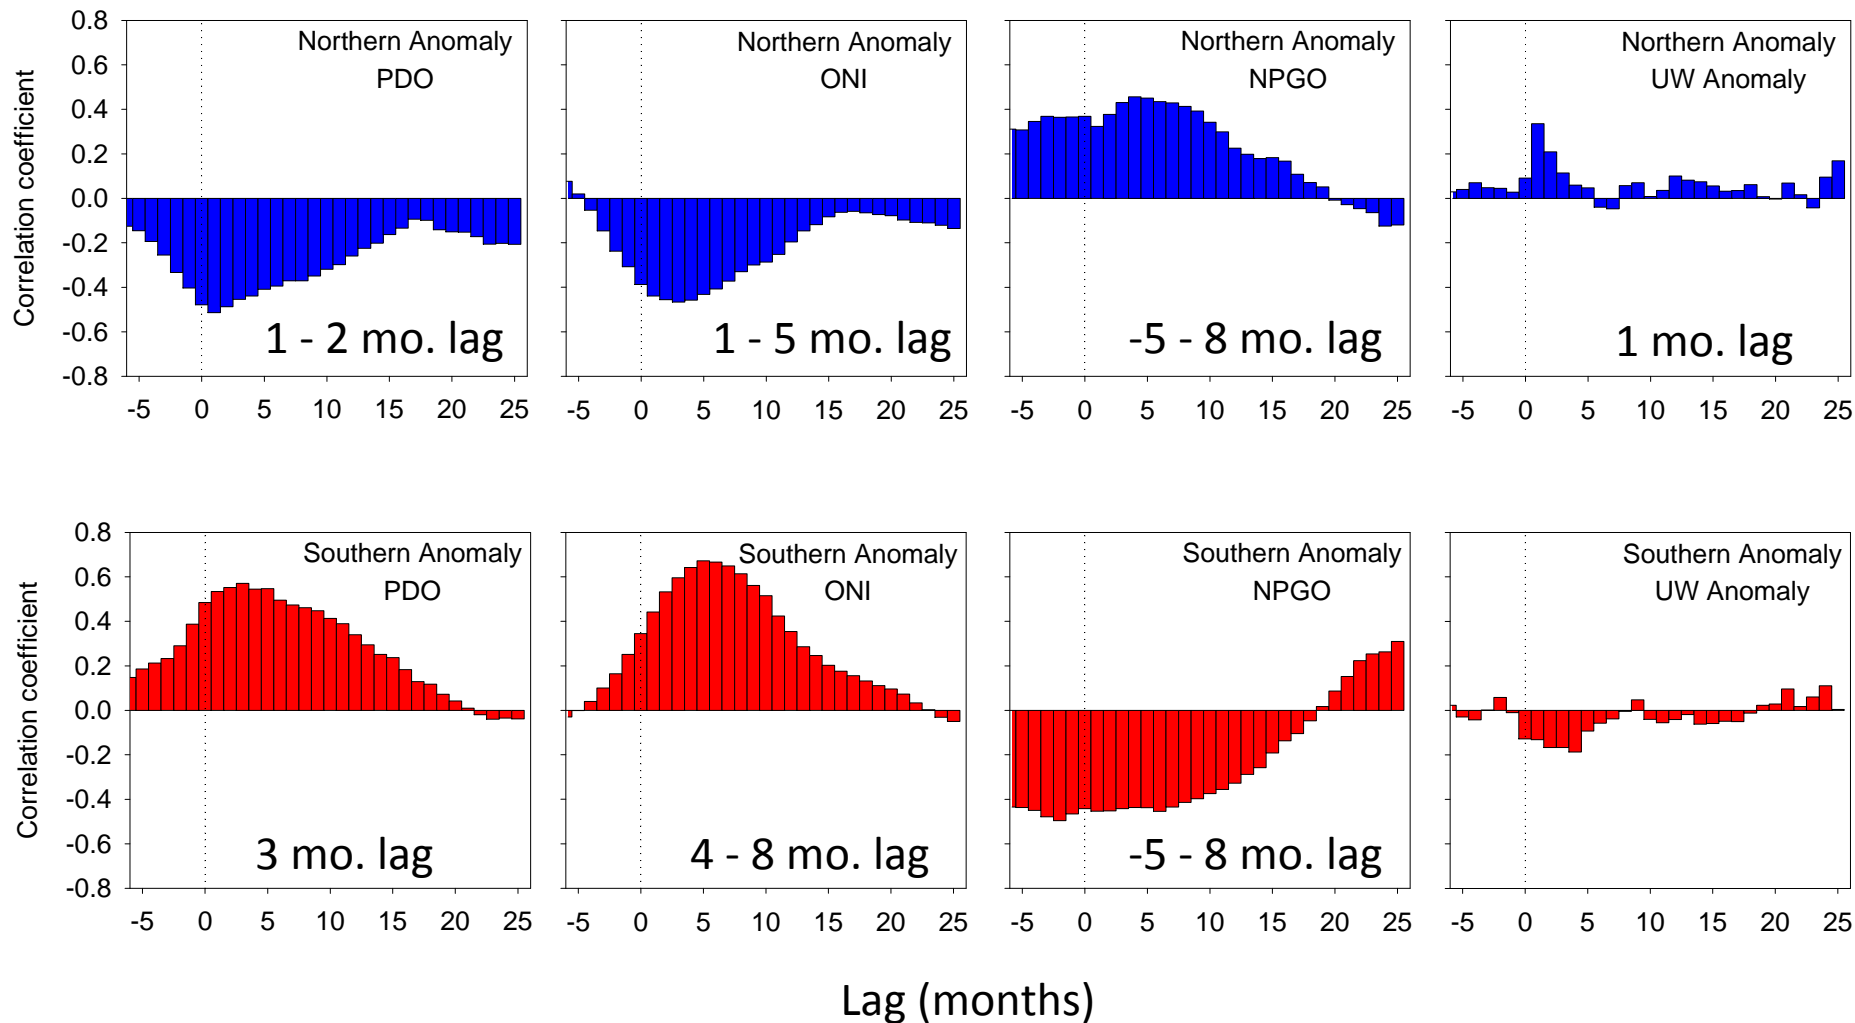 Correlation coefficient
0.8
0.6
0.4
0.2
0.0
-0.2
-0.4
-0.6
-0.8
Northern Anomaly
PDO
1 - 2 mo. lag
-5 0 5 10 15 20 25
Northern Anomaly
ONI
1 - 5 mo. lag
-5 0 5 10 15 20 25
Northern Anomaly
NPGO
-5 - 8 mo. lag
-5 0 5 10 15 20 25
Northern Anomaly
UW Anomaly
1 mo. lag
-5 0 5 10 15 20 25
Correlation coefficient
0.8
0.6
0.4
0.2
0.0
-0.2
-0.4
-0.6
-0.8
Southern Anomaly
PDO
3 mo. lag
-5 0 5 10 15 20 25
Southern Anomaly
ONI
4 - 8 mo. lag
-5 0 5 10 15 20 25
Southern Anomaly
NPGO
-5 - 8 mo. lag
-5 0 5 10 15 20 25
Southern Anomaly
UW Anomaly
-5 0 5 10 15 20 25
Lag (months)